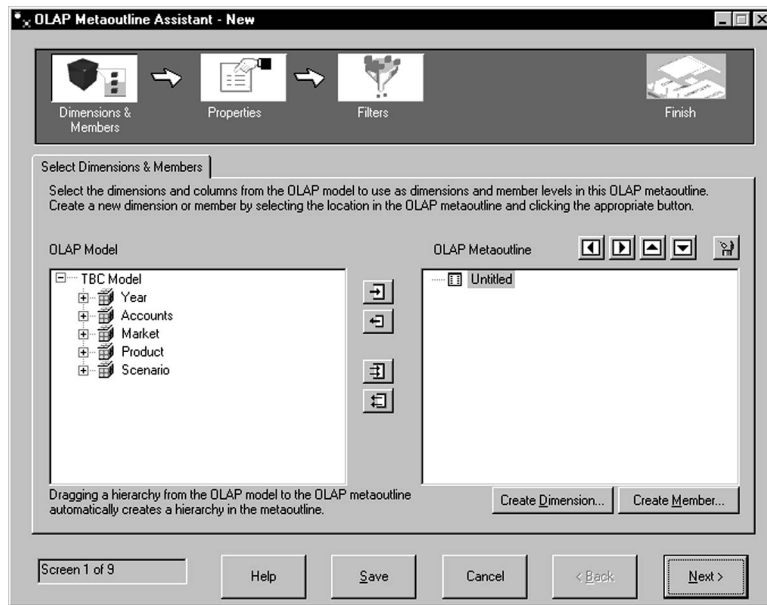 OLAP Metaoutline Assistant - New
Dimensions &
Members
Properties
Filters
Finish
Select Dimensions & Members
Select the dimensions and columns from the OLAP model to use as dimensions and member levels in this OLAP metaoutline.
Create a new dimension or member by selecting the location in the OLAP metaoutline and clicking the appropriate button.
OLAP Model
OLAP Metaoutline
TBC Model
Year
Accounts
Market
Product
Scenario
Untitled
Dragging a hierarchy from the OLAP model to the OLAP metaoutline
automatically creates a hierarchy in the metaoutline.
Create Dimension...
Create Member...
Screen 1 of 9
Help
Save
Cancel
< Back
Next >